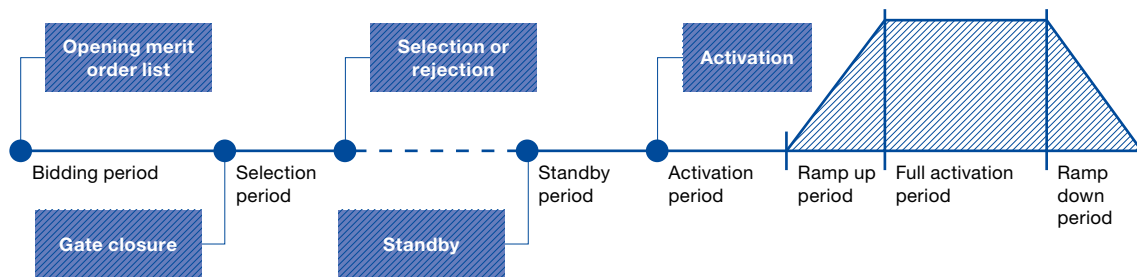 Opening merit
order list
Selection or
rejection
Activation
Bidding period
Selection
period
Standby
period
Activation
period
Ramp up
period
Full activation
period
Ramp
down
period
Gate closure
Standby